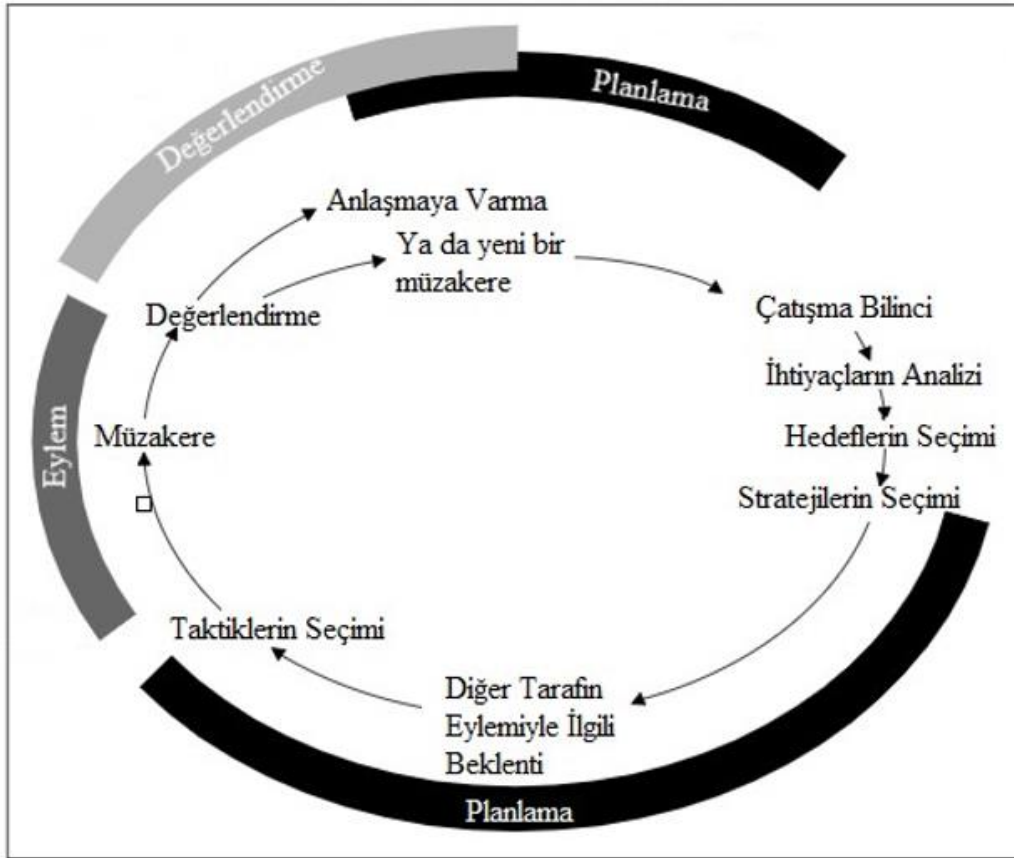 Değerlendirme
Planlama
Anlaşmaya Varma
Ya da yeni bir
müzakere
Değerlendirme
Çatışma Bilinci
İhtiyaçların Analizi
Hedeflerin Seçimi
Stratejilerin Seçimi
Eylem
Müzakere
Taktiklerin Seçimi
Diğer Tarafın
Eylemiyle İlgili
Beklenti
Planlama